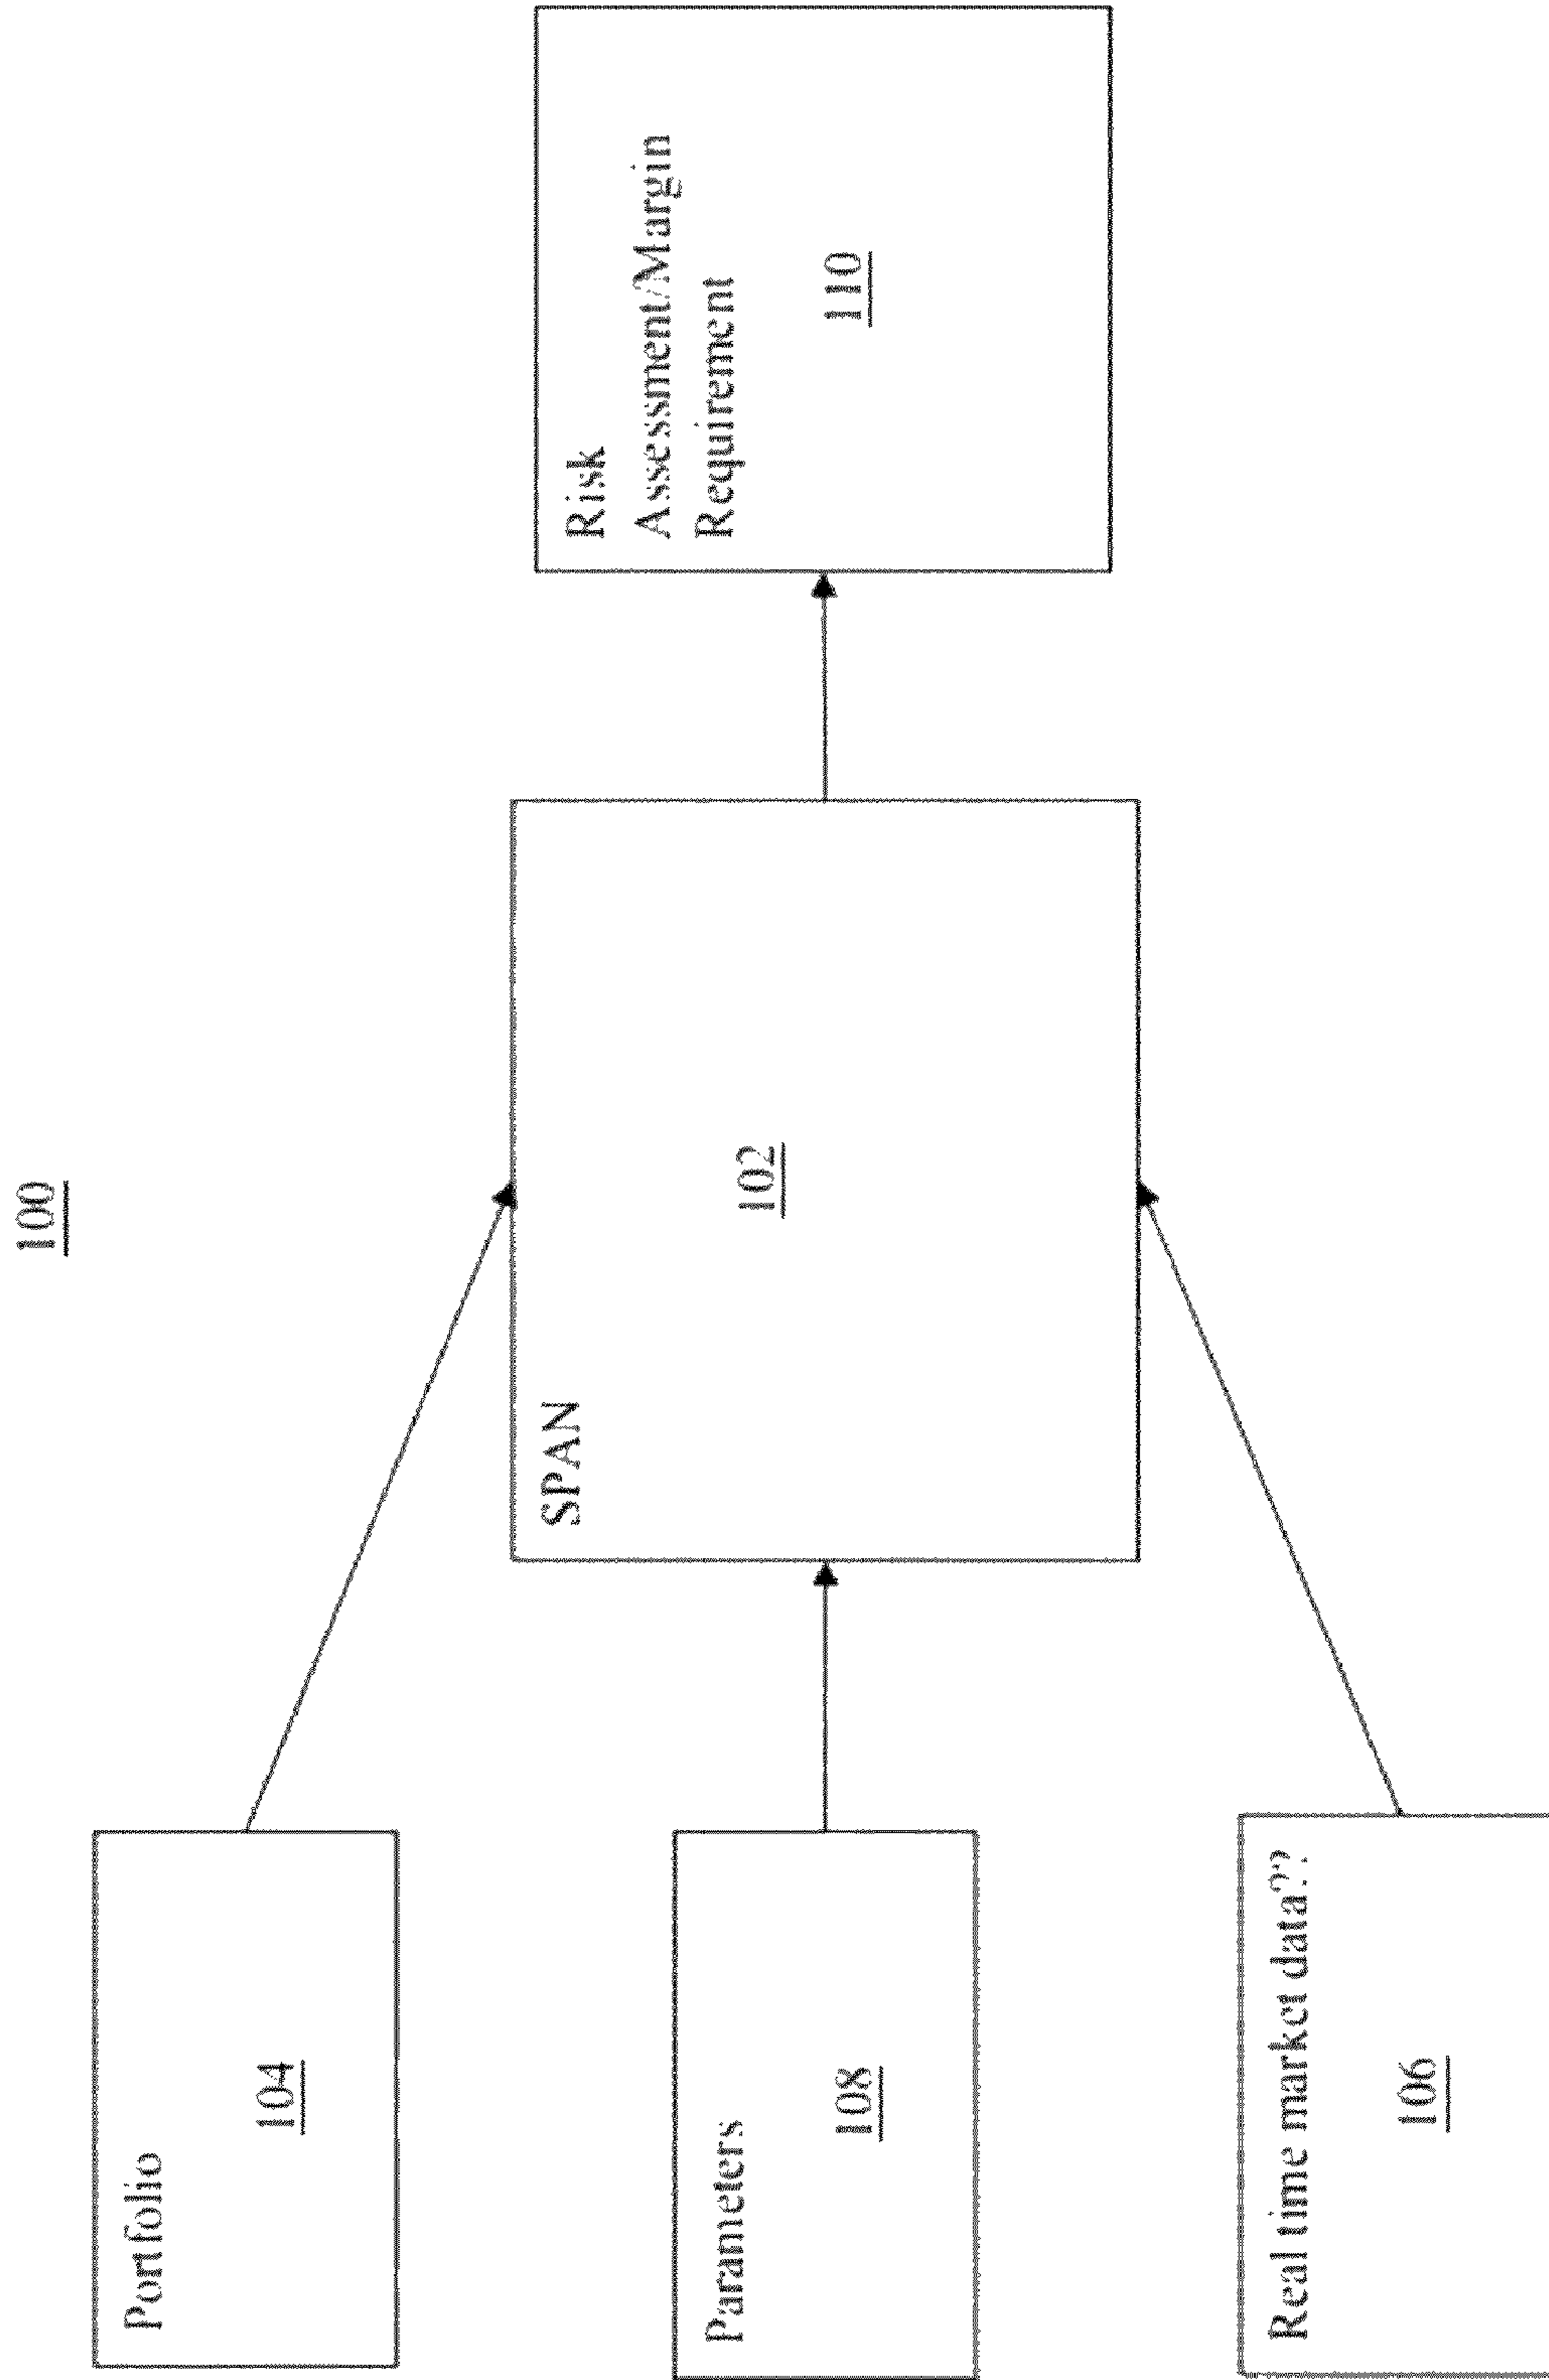 100
Portfolio
104
Parameters
108
Real time market data??
106
SPAN
102
Risk
Assessment/Margin
Requirement
110